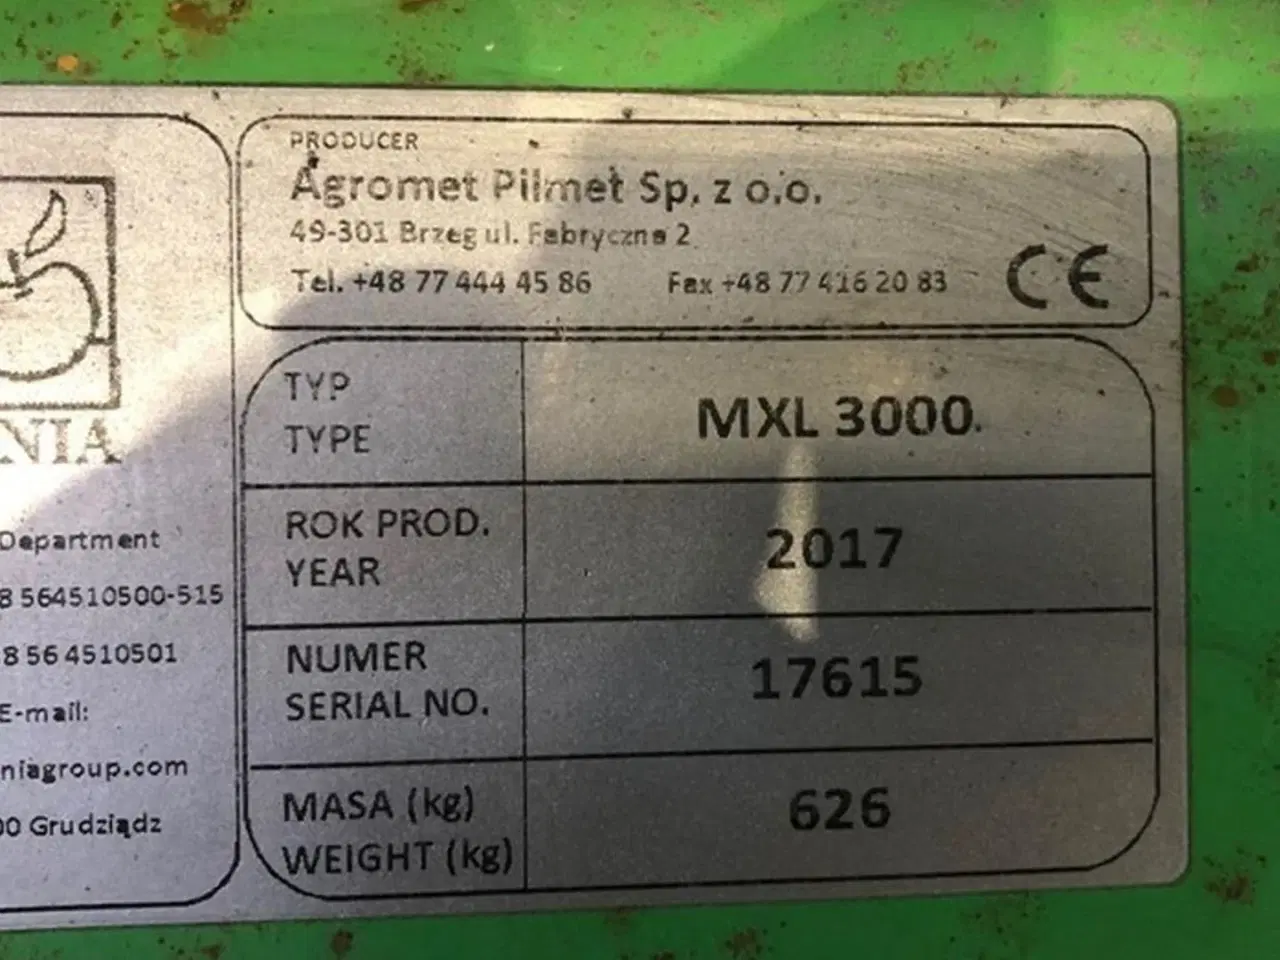 PRODUCER
Agromet Pilmet Sp. z o.o.
49-301 Brzeg ul. Fabryczna 2
Tel. +48 77 444 45 86 Fax +48 77 416 20 83
CE
NIA
Department
8 564510500-515
8 56 4510501
E-mail:
niagroup.com
00 Grudziądz
TYP
TYPE
MXL 3000.
ROK PROD.
YEAR
2017
NUMER
SERIAL NO.
17615
MASA (kg)
WEIGHT (kg)
626